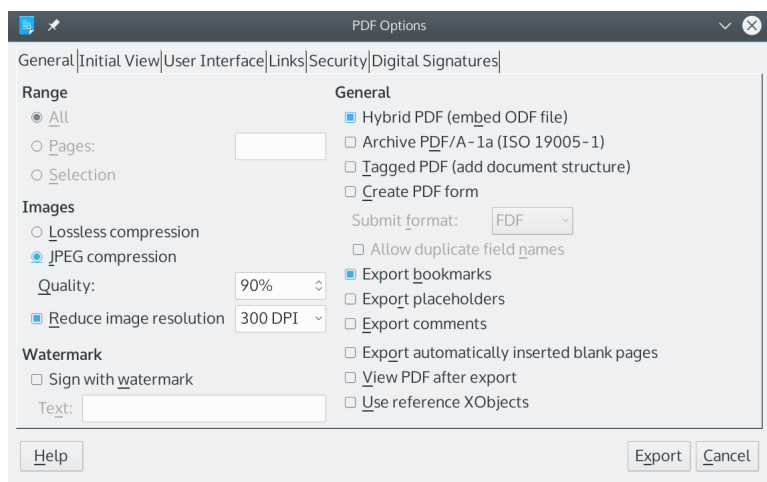 PDF Options
General Initial View User Interface Links Security Digital Signatures
Range
All
Pages:
Selection
Images
Lossless compression
JPEG compression
Quality: 90%
Reduce image resolution 300 DPI
Watermark
Sign with watermark
Text:
General
Hybrid PDF (embed ODF file)
Archive PDF/A-1a (ISO 19005-1)
Tagged PDF (add document structure)
Create PDF form
Submit format: FDF
Allow duplicate field names
Export bookmarks
Export placeholders
Export comments
Export automatically inserted blank pages
View PDF after export
Use reference XObjects
Help Export Cancel